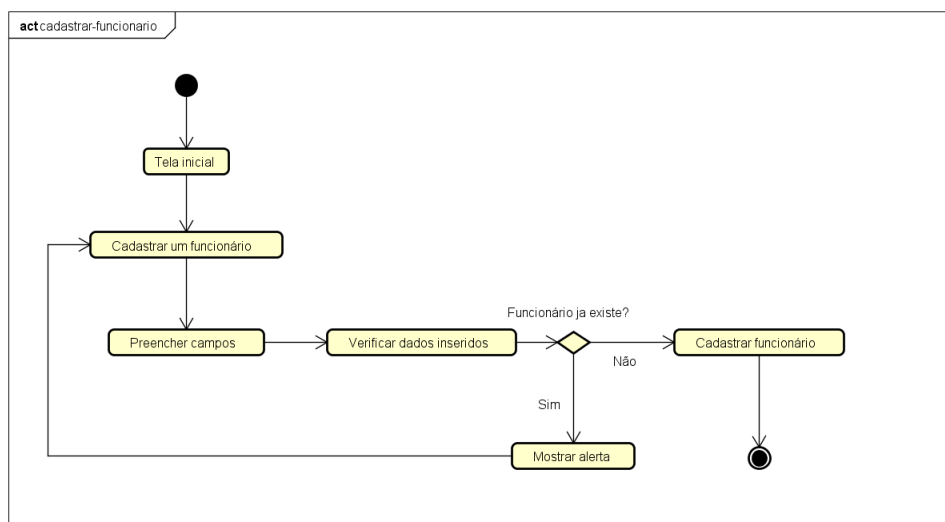 act cadastrar-funcionario
Tela inicial
Cadastrar um funcionário
Funcionário ja existe?
Preencher campos
Verificar dados inseridos
Cadastrar funcionário
Não
Sim
Mostrar alerta